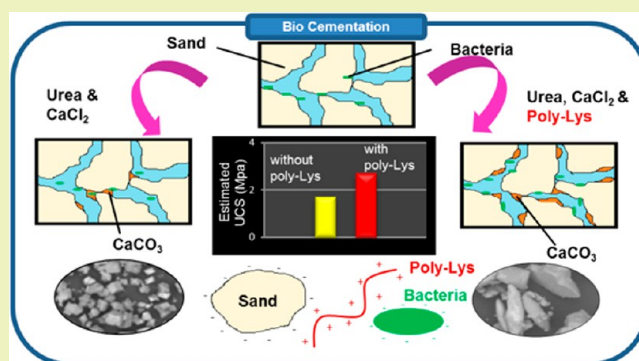 Bio Cementation
Sand
Bacteria
Urea &
CaCl2
Urea, CaCl2 &
Poly-Lys
Estimated
UCS (Mpa)
4
2
0
without
poly-Lys
with
poly-Lys
CaCO3
CaCO3
Sand
Poly-Lys
Bacteria